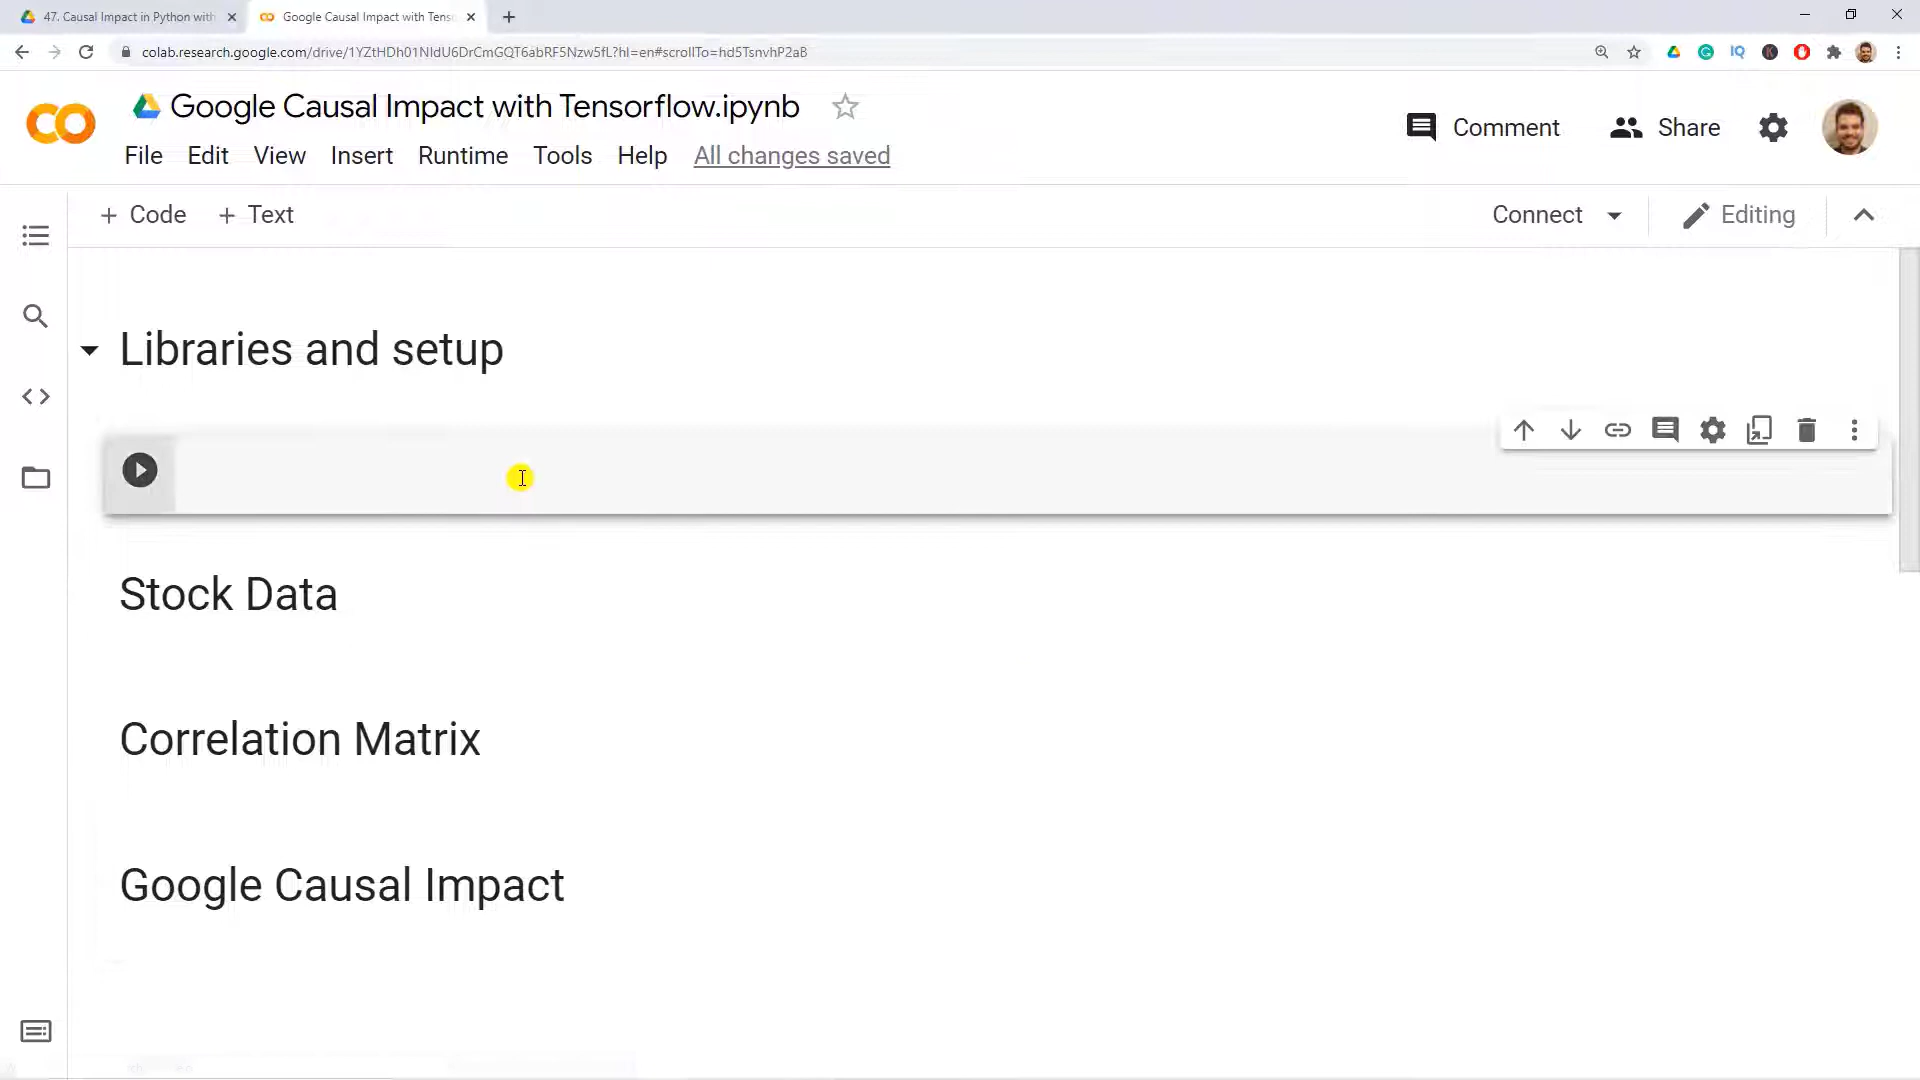 47. Causal Impact in Python with
Google Causal Impact with Tens
colab.research.google.com/drive/1YZtHDh01NIdU6DrCmGQT6abRF5Nzw5fL?hl=en#scrollTo=hd5TsnvhP2aB
Google Causal Impact with Tensorflow.ipynb
Comment
Share
File Edit View Insert Runtime Tools Help All changes saved
+ Code + Text
Connect
Editing
Libraries and setup
Stock Data
Correlation Matrix
Google Causal Impact